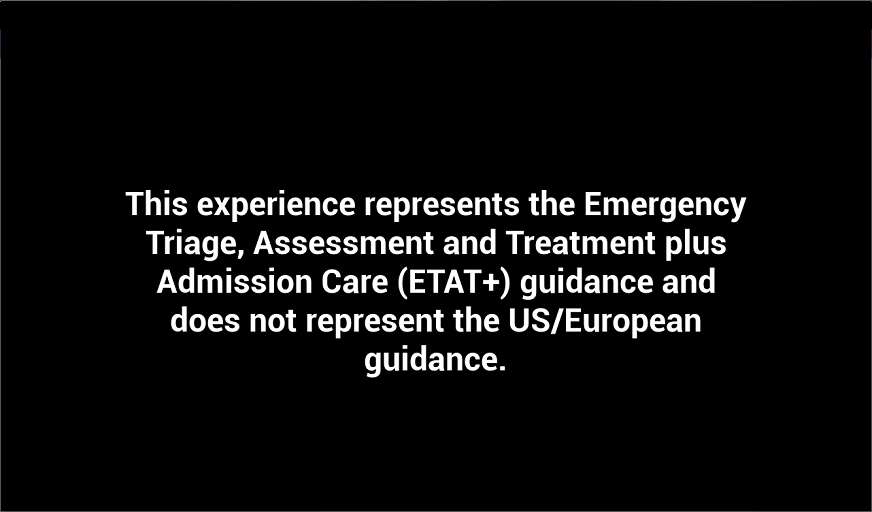 This experience represents the Emergency
Triage, Assessment and Treatment plus
Admission Care (ETAT+) guidance and
does not represent the US/European
guidance.